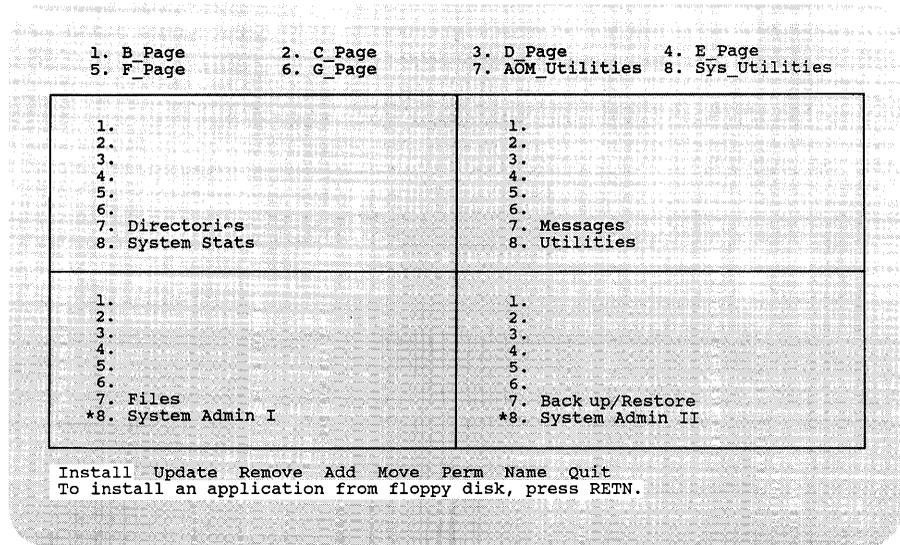 1. B_Page 2. C_Page 3. D_Page 4. E_Page
5. F_Page 6. G_Page 7. AOM_Utilities 8. Sys_Utilities
1.
2.
3.
4.
5.
6.
7. Directories
8. System Stats
1.
2.
3.
4.
5.
6.
7. Messages
8. Utilities
1.
2.
3.
4.
5.
6.
7. Files
*8. System Admin I
1.
2.
3.
4.
5.
6.
7. Back up/Restore
*8. System Admin II
Install Update Remove Add Move Perm Name Quit
To install an application from floppy disk, press RETN.